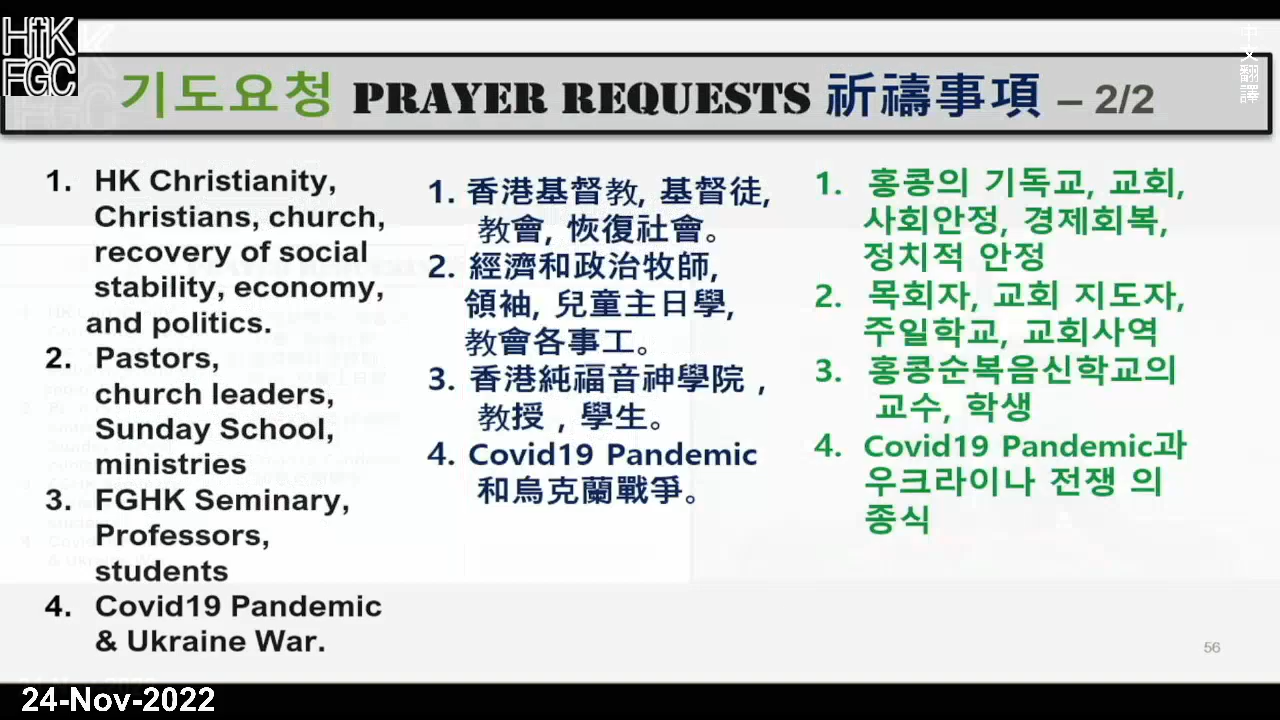 HfK
FGC
中文翻譯
기도요청 PRAYER REQUESTS 祈禱事項 – 2/2
1. HK Christianity,
Christians, church,
recovery of social
stability, economy,
and politics.
2. Pastors,
church leaders,
Sunday School,
ministries
3. FGHK Seminary,
Professors,
students
4. Covid19 Pandemic
& Ukraine War.
1. 香港基督教, 基督徒,
教會, 恢復社會。
2. 經濟和政治牧師,
領袖, 兒童主日學,
教會各事工。
3. 香港純福音神學院 ,
教授 , 學生。
4. Covid19 Pandemic
和烏克蘭戰爭。
1. 홍콩의 기독교, 교회,
사회안정, 경제회복,
정치적 안정
2. 목회자, 교회 지도자,
주일학교, 교회사역
3. 홍콩순복음신학교의
교수, 학생
4. Covid19 Pandemic과
우크라이나 전쟁 의
종식
56
24-Nov-2022